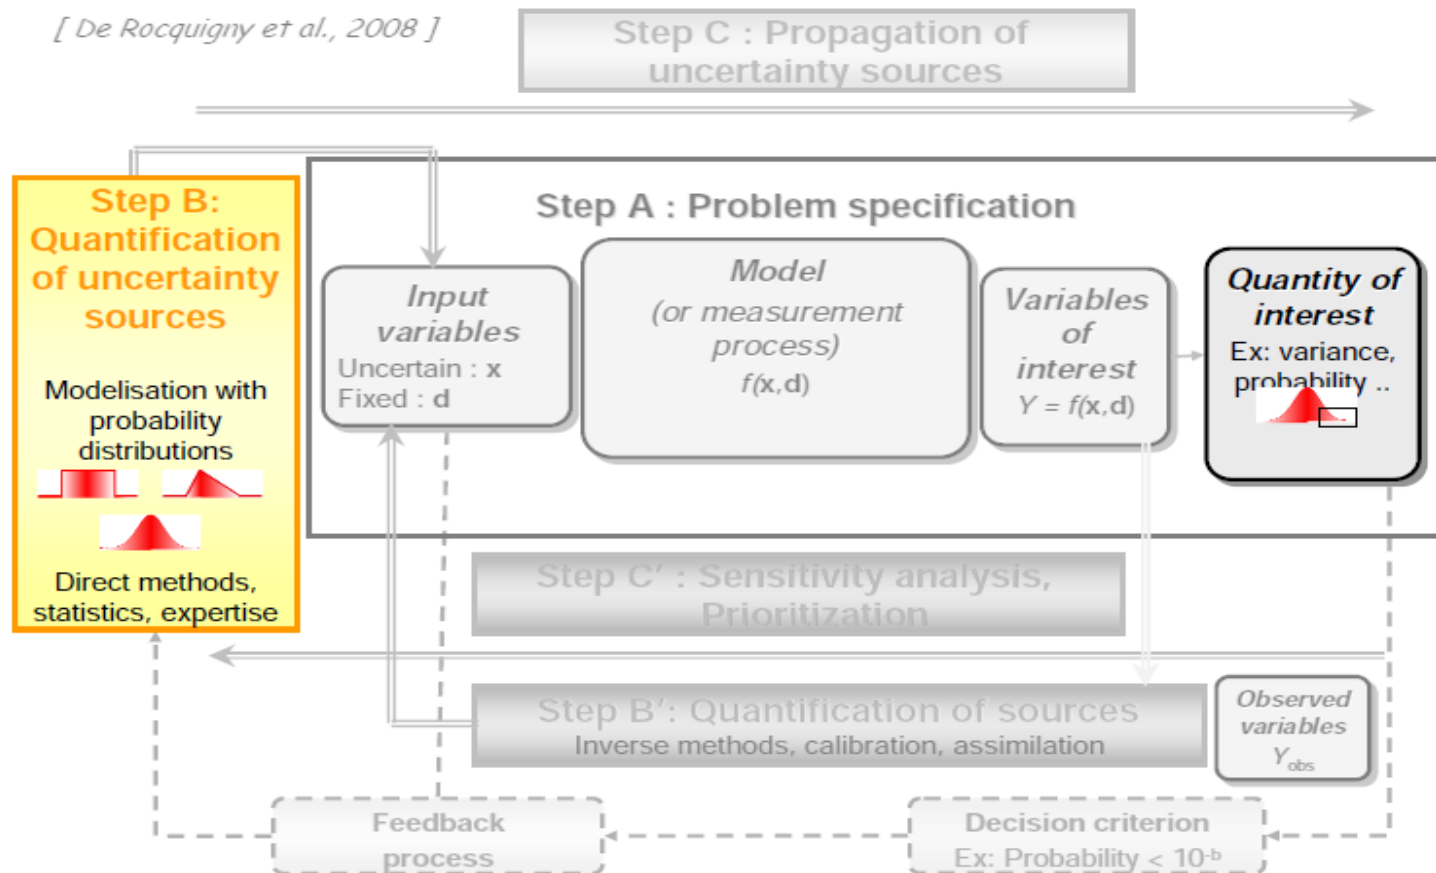 [ De Rocquigny et al., 2008 ]
Step C : Propagation of
uncertainty sources
Step B:
Quantification
of uncertainty
sources
Modelisation with
probability
distributions
Direct methods,
statistics, expertise
Step A : Problem specification
Input
variables
Uncertain : x
Fixed : d
Model
(or measurement
process)
f(x,d)
Variables
of
interest
Y = f(x,d)
Quantity of
interest
Ex: variance,
probability ..
Step C' : Sensitivity analysis,
Prioritization
Step B': Quantification of sources
Inverse methods, calibration, assimilation
Observed
variables
Yobs
Feedback
process
Decision criterion
Ex: Probability < 10-b